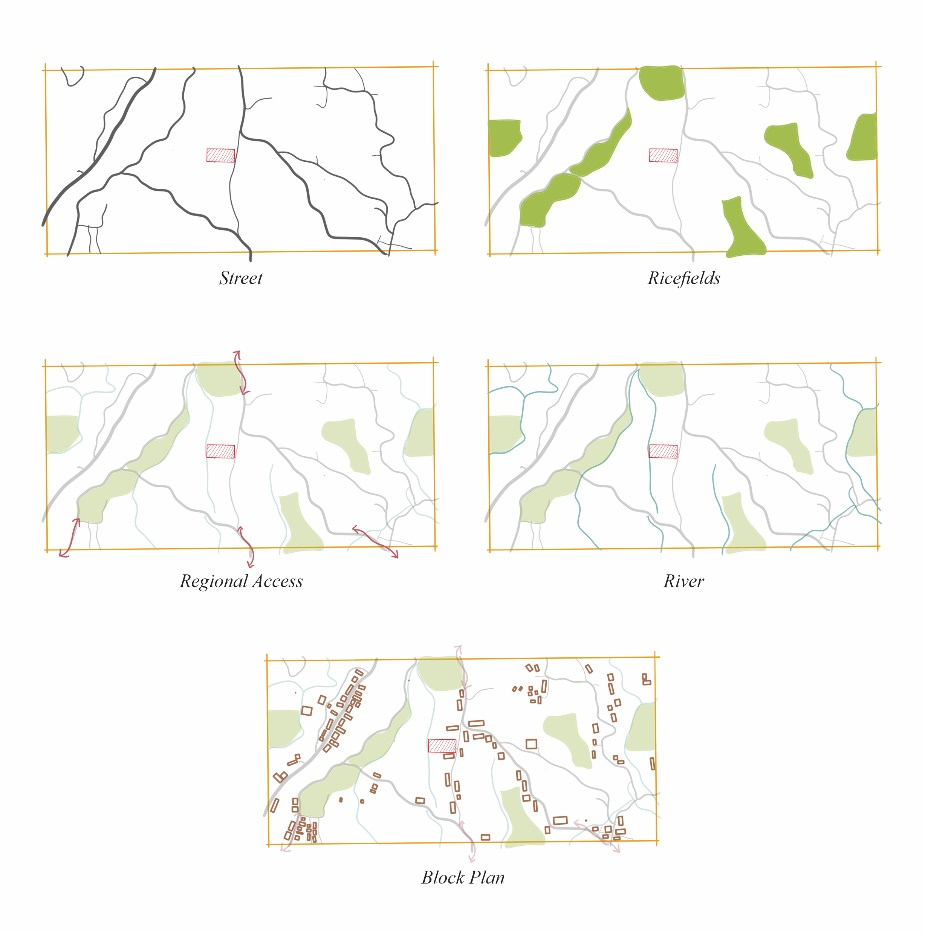 Street
Ricefields
Regional Access
River
Block Plan